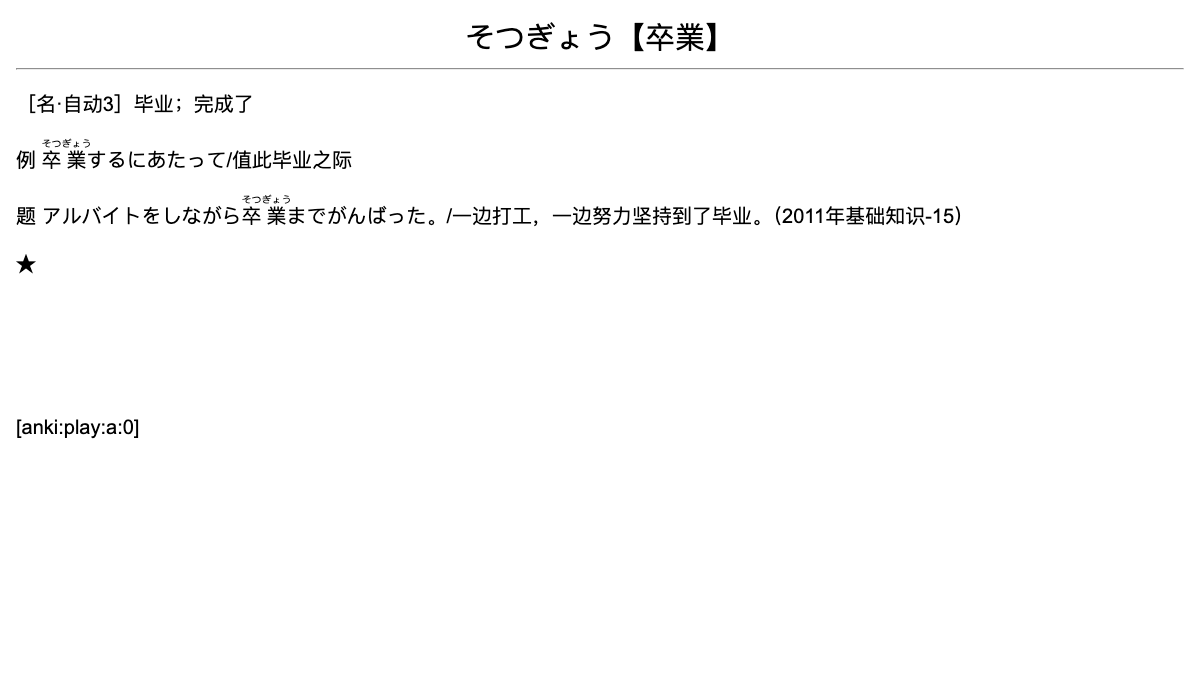 そつぎょう【卒業】
［名·自动3］毕业；完成了
例 卒業するにあたって/值此毕业之际
そつぎょう
题 アルバイトをしながら卒業までがんばった。/一边打工，一边努力坚持到了毕业。（2011年基础知识-15）
そつぎょう
★
[anki:play:a:0]